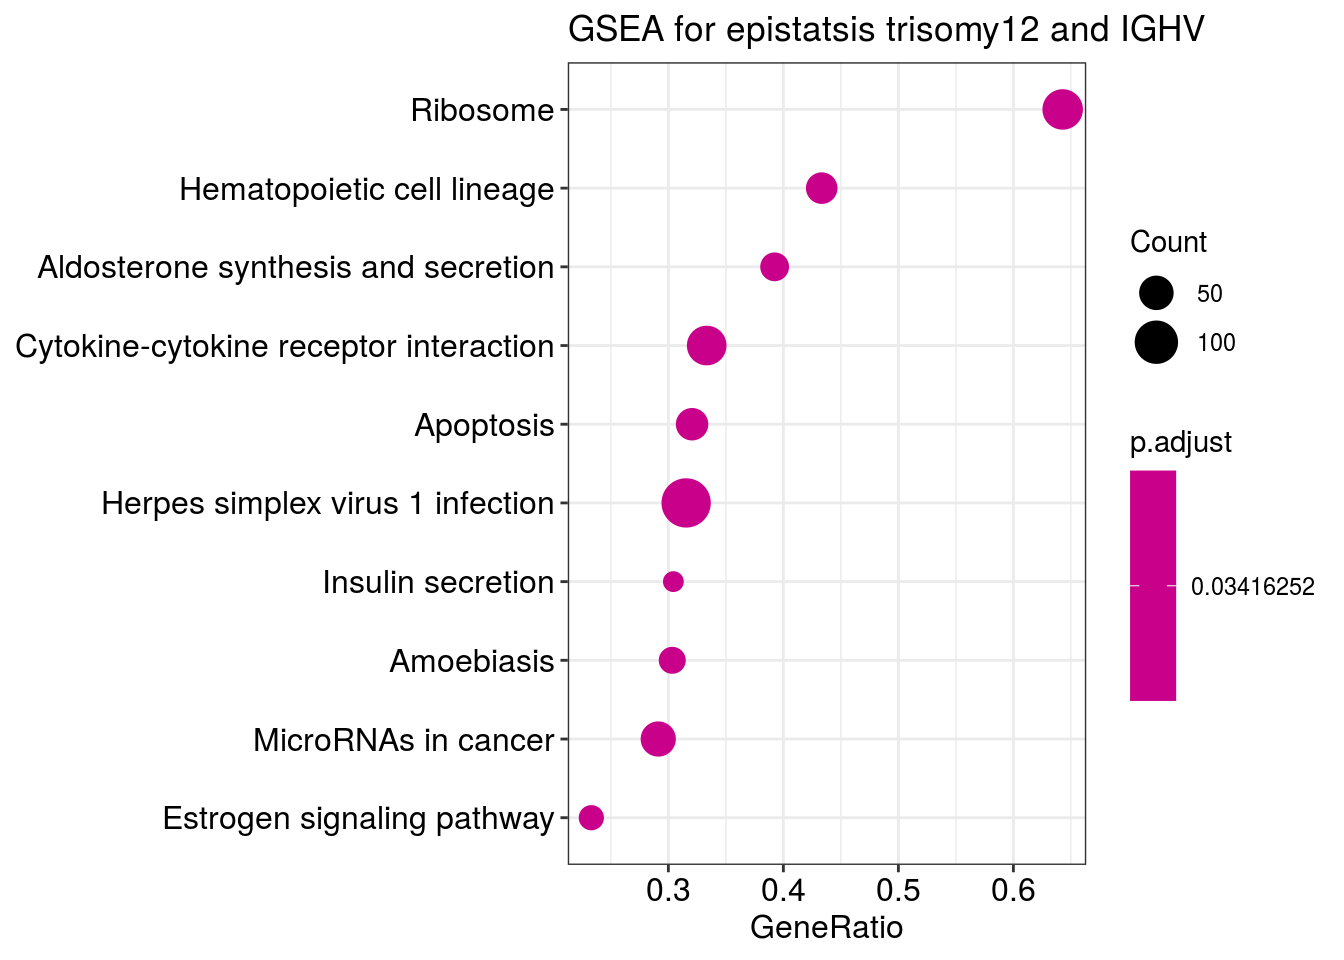 GSEA for epistatsis trisomy12 and IGHV
Ribosome
Hematopoietic cell lineage
Aldosterone synthesis and secretion
Cytokine-cytokine receptor interaction
Apoptosis
Herpes simplex virus 1 infection
Insulin secretion
Amoebiasis
MicroRNAs in cancer
Estrogen signaling pathway
0.3 0.4 0.5 0.6
GeneRatio
Count
50
100
p.adjust
0.03416252